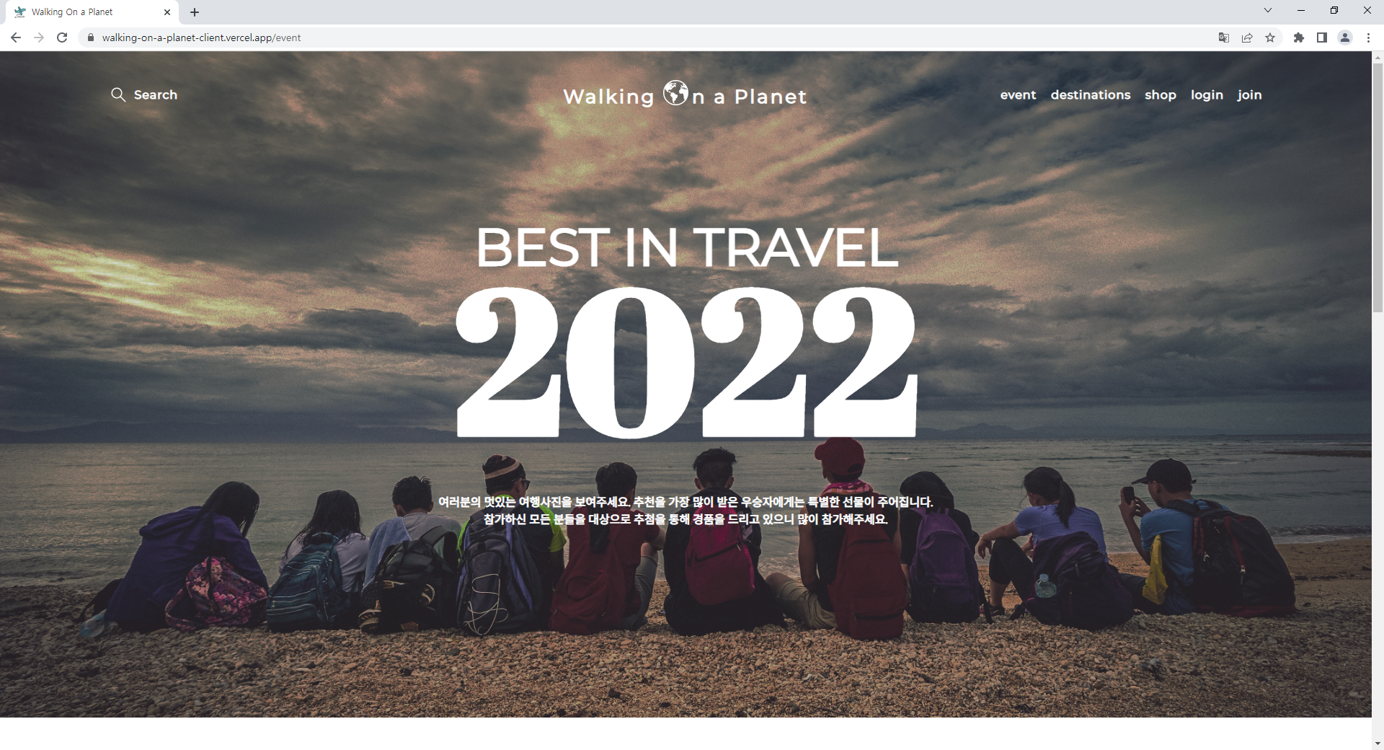 Walking On a Planet
walking-on-a-planet-client.vercel.app/event
Search
Walking On a Planet
event destinations shop login join
BEST IN TRAVEL
2022
여러분의 멋있는 여행사진을 보여주세요. 추천을 가장 많이 받은 우승자에게는 특별한 선물이 주어집니다.
참가하신 모든 분들을 대상으로 추첨을 통해 경품을 드리고 있으니 많이 참가해주세요.